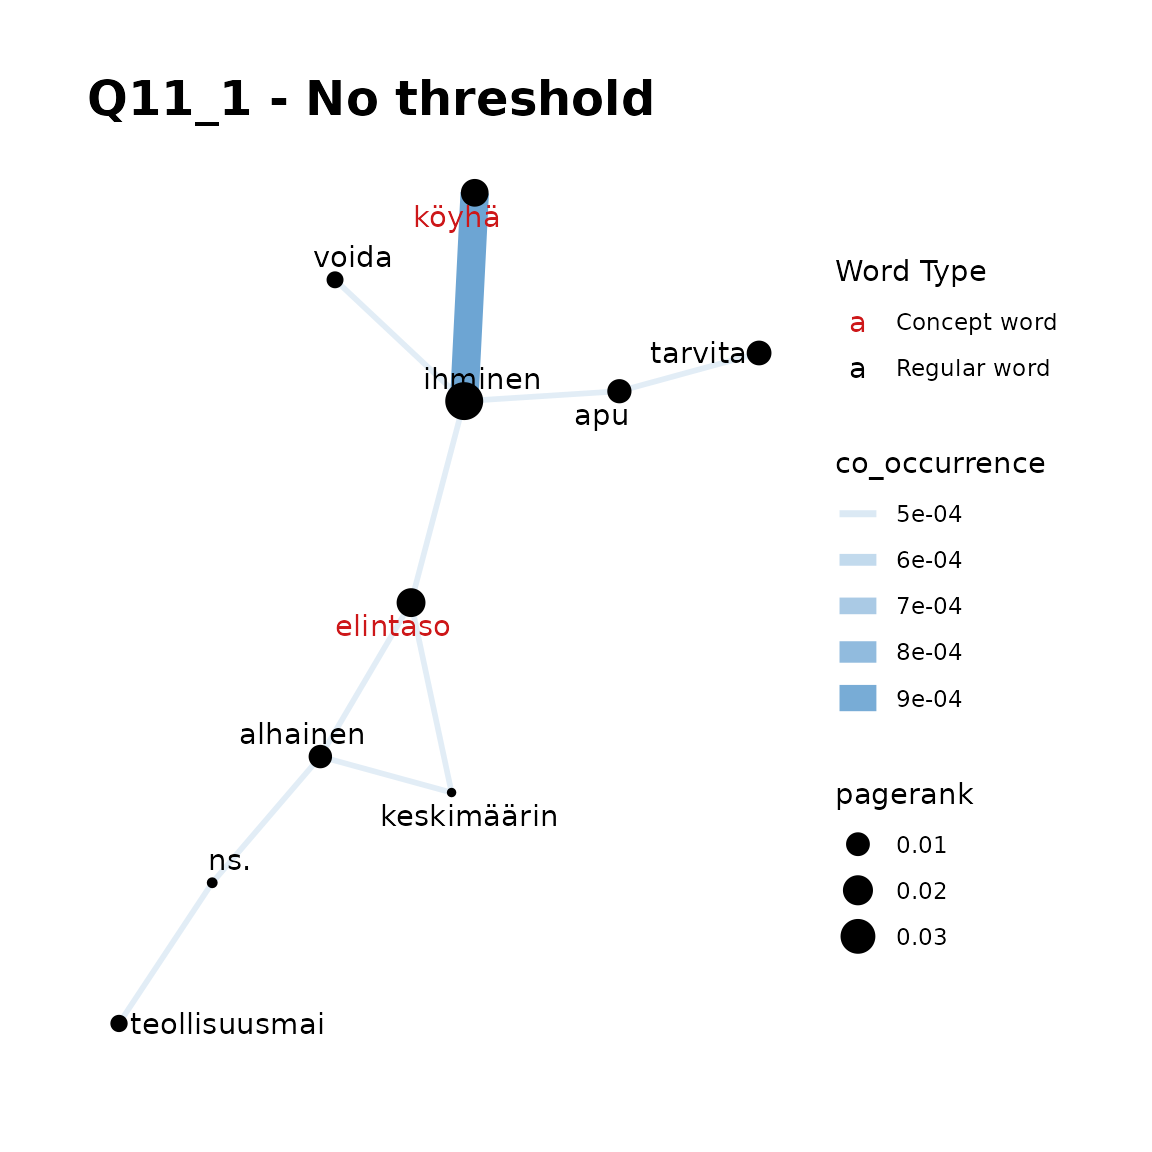 Q11_1 - No threshold
köyhä
voida
ihminen
tarvita
apu
elintaso
alhainen
keskimäärin
ns.
teollisuusmai
Word Type
a Concept word
a Regular word
co_occurrence
5e-04
6e-04
7e-04
8e-04
9e-04
pagerank
0.01
0.02
0.03